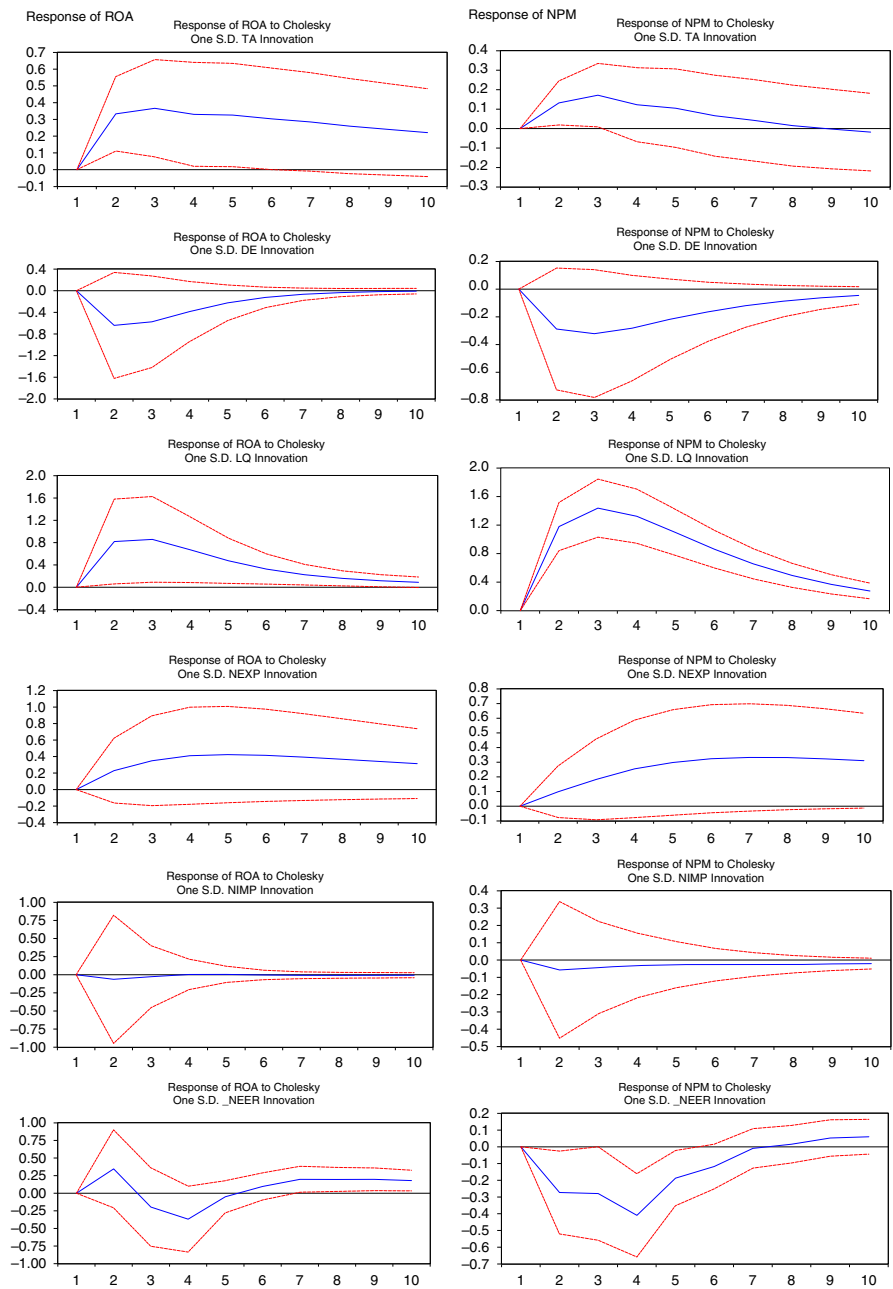 Response of ROA
Response of ROA to Cholesky
One S.D. TA Innovation
0.7
0.6
0.5
0.4
0.3
0.2
0.1
0.0
–0.1
1 2 3 4 5 6 7 8 9 10
Response of NPM
Response of NPM to Cholesky
One S.D. TA Innovation
0.4
0.3
0.2
0.1
0.0
–0.1
–0.2
–0.3
1 2 3 4 5 6 7 8 9 10
Response of ROA to Cholesky
One S.D. DE Innovation
0.4
0.0
–0.4
–0.8
–1.2
–1.6
–2.0
1 2 3 4 5 6 7 8 9 10
Response of NPM to Cholesky
One S.D. DE Innovation
0.2
0.0
–0.2
–0.4
–0.6
–0.8
1 2 3 4 5 6 7 8 9 10
Response of ROA to Cholesky
One S.D. LQ Innovation
2.0
1.6
1.2
0.8
0.4
0.0
–0.4
1 2 3 4 5 6 7 8 9 10
Response of NPM to Cholesky
One S.D. LQ Innovation
2.0
1.6
1.2
0.8
0.4
0.0
1 2 3 4 5 6 7 8 9 10
Response of ROA to Cholesky
One S.D. NEXP Innovation
1.2
1.0
0.8
0.6
0.4
0.2
0.0
–0.2
–0.4
1 2 3 4 5 6 7 8 9 10
Response of NPM to Cholesky
One S.D. NEXP Innovation
0.8
0.7
0.6
0.5
0.4
0.3
0.2
0.1
0.0
–0.1
1 2 3 4 5 6 7 8 9 10
Response of ROA to Cholesky
One S.D. NIMP Innovation
1.00
0.75
0.50
0.25
0.00
–0.25
–0.50
–0.75
–1.00
1 2 3 4 5 6 7 8 9 10
Response of NPM to Cholesky
One S.D. NIMP Innovation
0.4
0.3
0.2
0.1
0.0
–0.1
–0.2
–0.3
–0.4
–0.5
1 2 3 4 5 6 7 8 9 10
Response of ROA to Cholesky
One S.D. _NEER Innovation
1.00
0.75
0.50
0.25
0.00
–0.25
–0.50
–0.75
–1.00
1 2 3 4 5 6 7 8 9 10
Response of NPM to Cholesky
One S.D. _NEER Innovation
0.2
0.1
0.0
–0.1
–0.2
–0.3
–0.4
–0.5
–0.6
–0.7
1 2 3 4 5 6 7 8 9 10